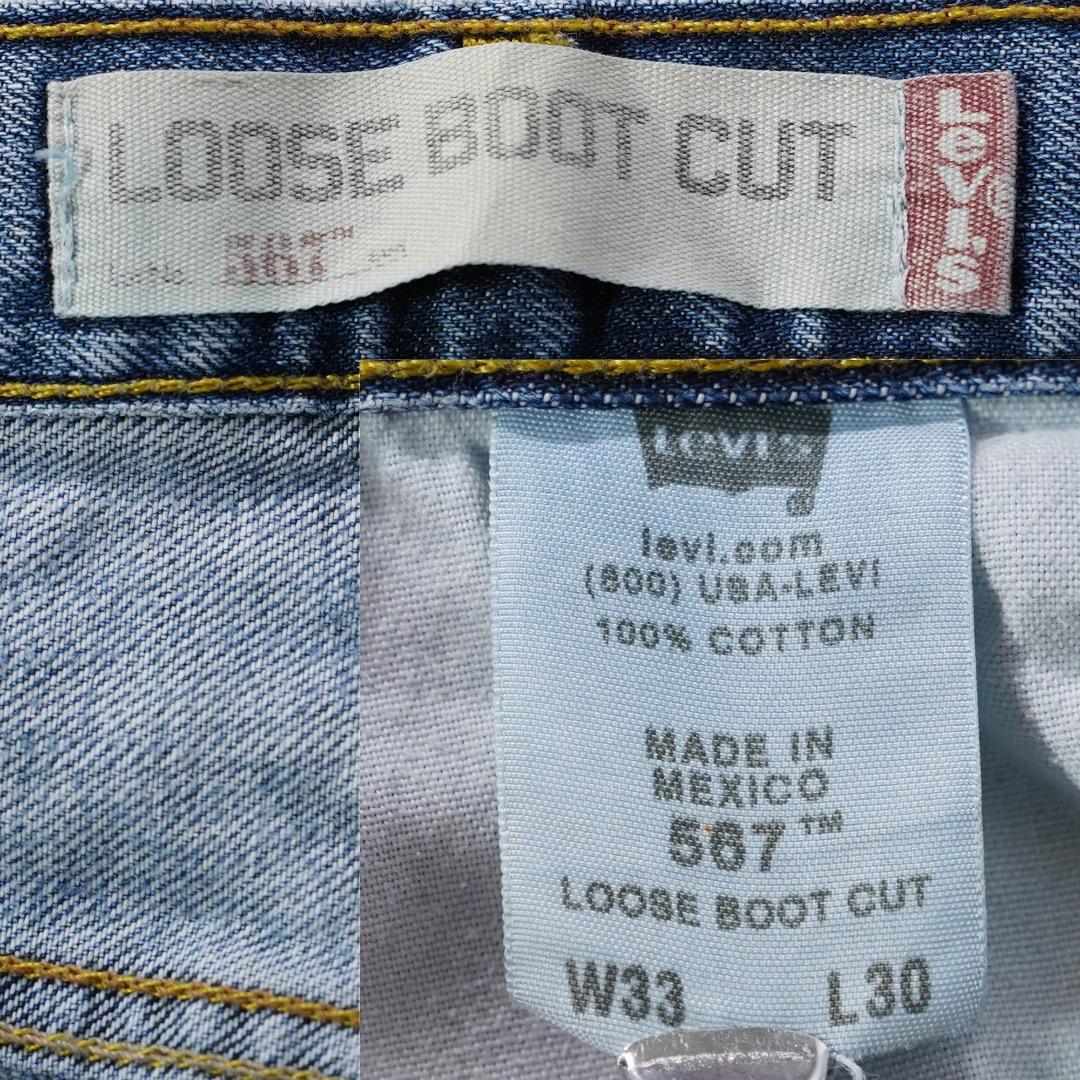 LOOSE BOOT CUT
LEVI'S®
Levi's
levi.com
(800) USA-LEVI
100% COTTON
MADE IN
MEXICO
567™
LOOSE BOOT CUT
W33 L30